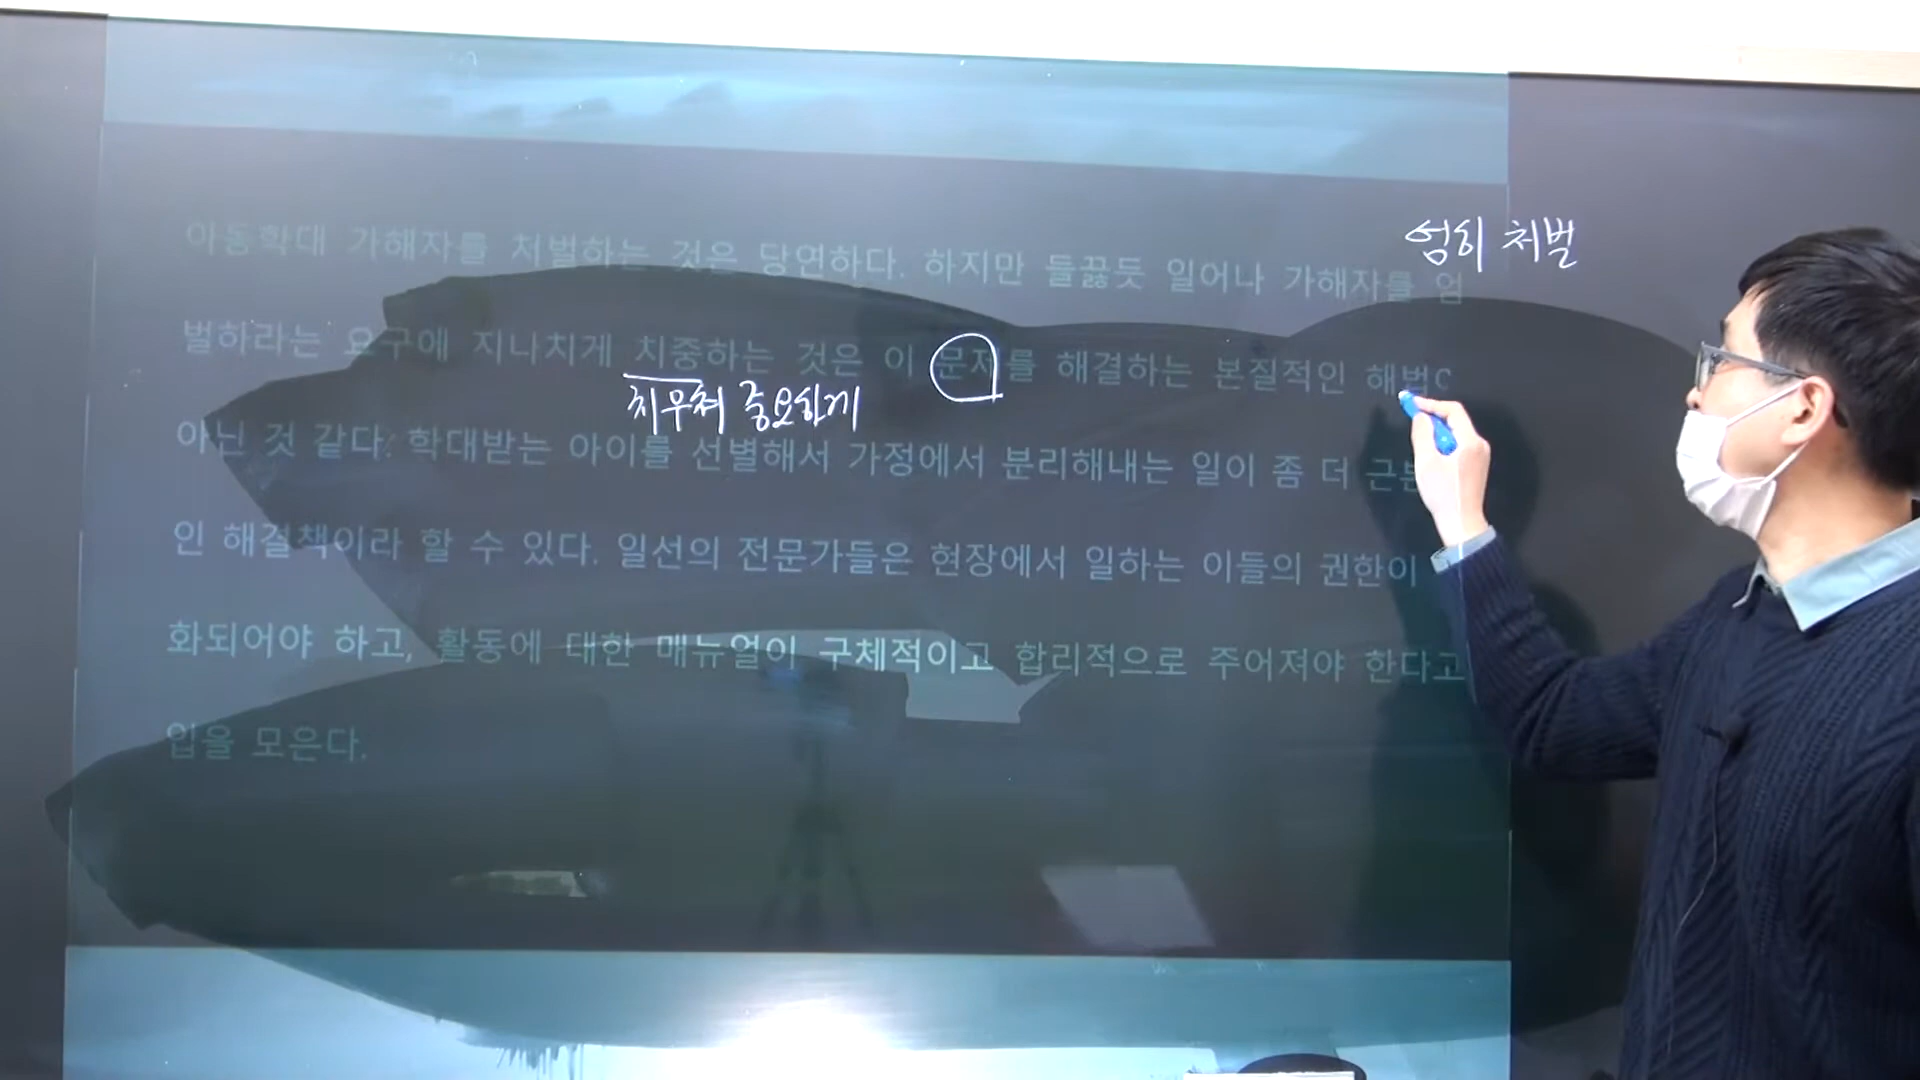 엄히 처벌
아동학대 가해자를 처벌하는 것은 당연하다. 하지만 들끓듯 일어나 가해자를 엄
벌하라는 요구에 지나치게 치중하는 것은 이 문제를 해결하는 본질적인 해법
치우쳐 중요하게
아닌 것 같다. 학대받는 아이를 선별해서 가정에서 분리해내는 일이 좀 더
인 해결책이라 할 수 있다. 일선의 전문가들은 현장에서 일하는 이들의 권한이
화되어야 하고, 활동에 대한 매뉴얼이 구체적이고 합리적으로 주어져야 한다고
입을 모은다.